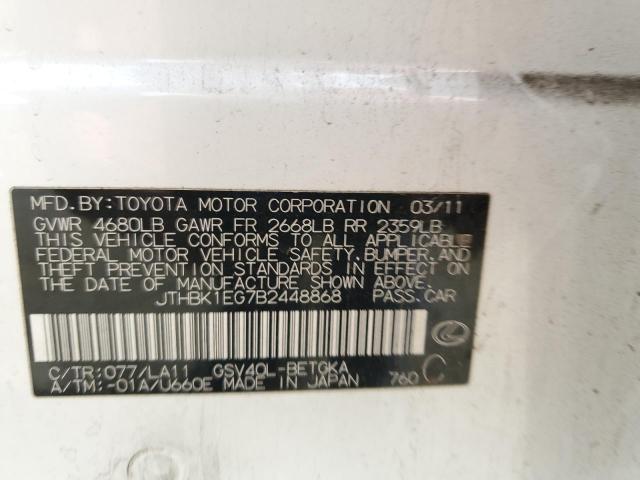 MFD.BY:TOYOTA MOTOR CORPORATION 03/11
GVWR 4680LB GAWR FR 2668LB RR 2359LB
THIS VEHICLE CONFORMS TO ALL APPLICABLE
FEDERAL MOTOR VEHICLE SAFETY,BUMPER,AND
THEFT PREVENTION STANDARDS IN EFFECT ON
THE DATE OF MANUFACTURE SHOWN ABOVE.
JTHBK1EG7B2448868 PASS.CAR
C/TR:077/LA11 GSV40L-BETGKA
A/TM:-01A/U660E MADE IN JAPAN 760 C